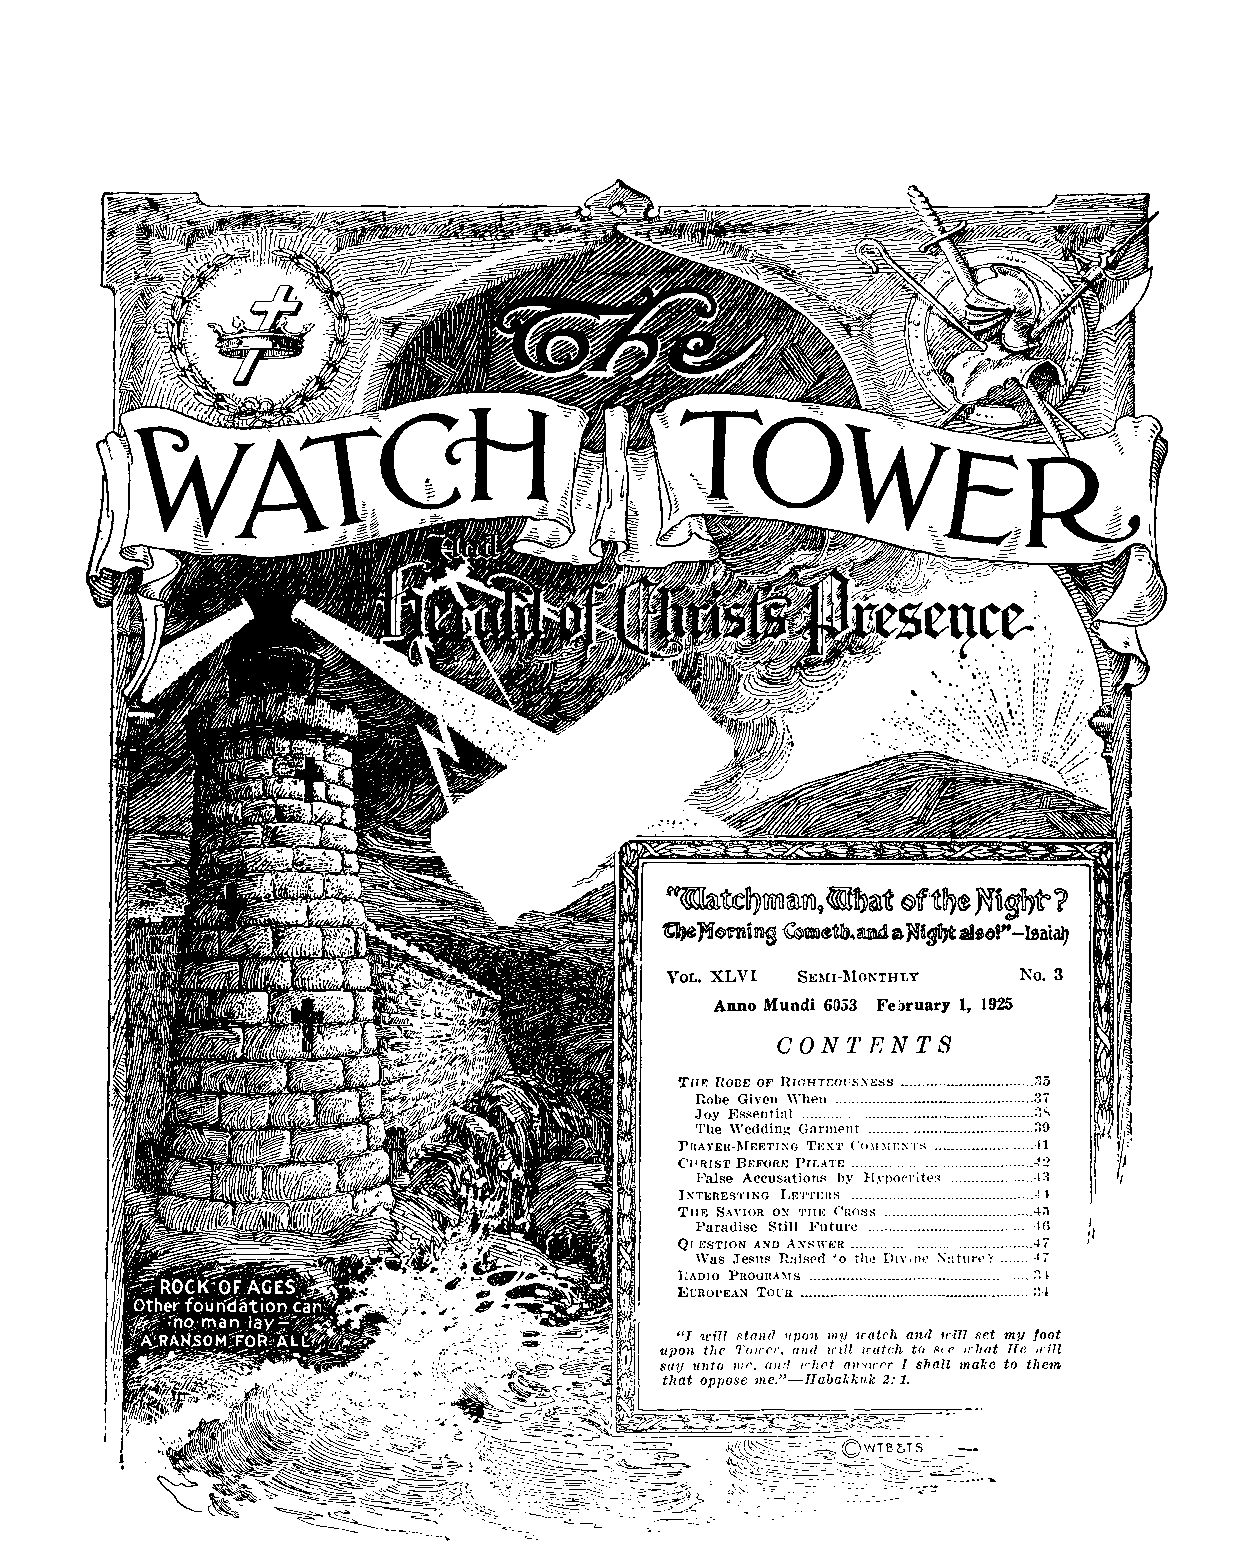 The
WATCH TOWER
And
Herald of Christ's Presence
"Watchman, What of the Night?
The Morning Cometh, and a Night also!"—Isaiah
VOL. XLVI SEMI-MONTHLY No. 3
Anno Mundi 6053 February 1, 1925
CONTENTS
THE ROBE OF RIGHTEOUSNESS 35
Robe Given When 37
Joy Essential 38
The Wedding Garment 39
PRAYER-MEETING TEXT COMMENTS 41
CHRIST BEFORE PILATE 42
False Accusations by Hypocrites 43
INTERESTING LETTERS 44
THE SAVIOR ON THE CROSS 45
Paradise Still Future 46
QUESTION AND ANSWER 47
Was Jesus Raised to the Divine Nature? 47
RADIO PROGRAMS 34
EUROPEAN TOUR 34
"I will stand upon my watch and will set my foot
upon the Tower, and will watch to see what He will
say unto me, and what answer I shall make to them
that oppose me."—Habakkuk 2:1.
ROCK OF AGES
Other foundation can
no man lay—
A RANSOM FOR ALL
© WTB&TS